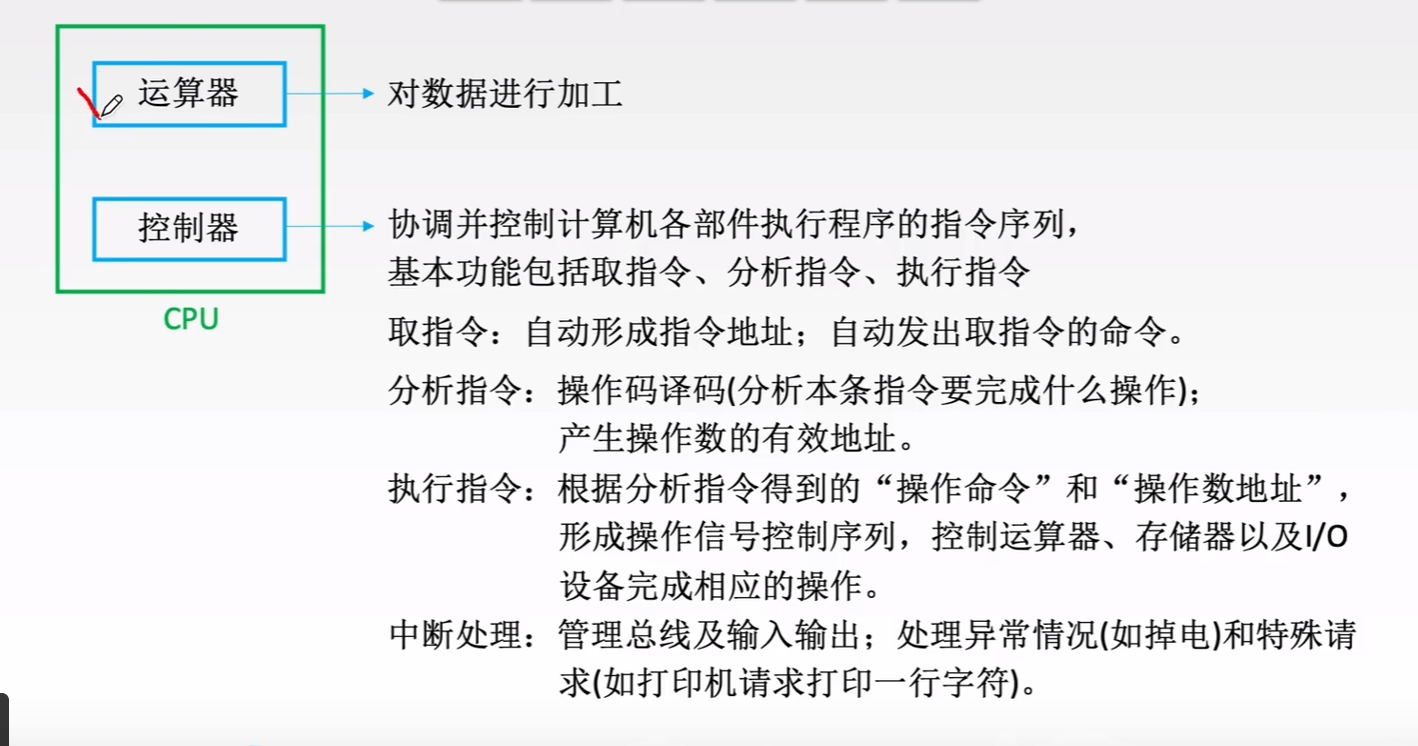 运算器
对数据进行加工
控制器
协调并控制计算机各部件执行程序的指令序列，
基本功能包括取指令、分析指令、执行指令
CPU
取指令：自动形成指令地址；自动发出取指令的命令。
分析指令：操作码译码(分析本条指令要完成什么操作)；
产生操作数的有效地址。
执行指令：根据分析指令得到的“操作命令”和“操作数地址”，
形成操作信号控制序列，控制运算器、存储器以及I/O
设备完成相应的操作。
中断处理：管理总线及输入输出；处理异常情况(如掉电)和特殊请
求(如打印机请求打印一行字符)。